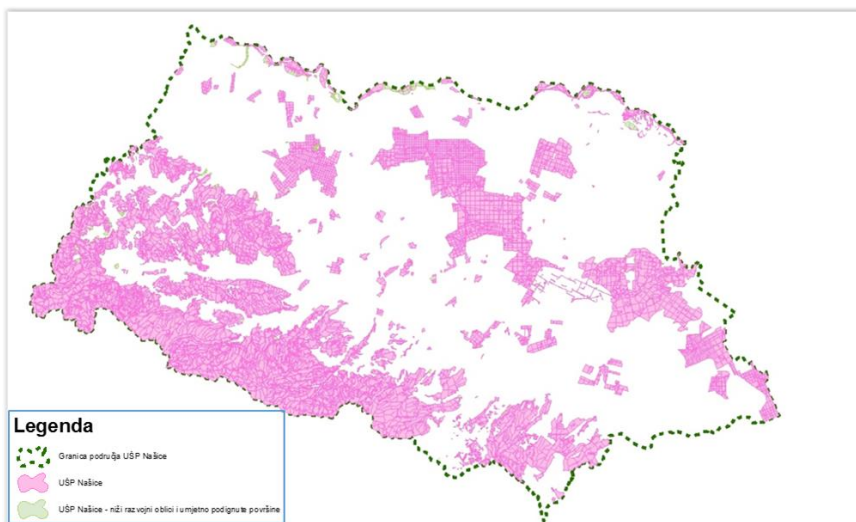 Legenda
Granica područja UŠP Našice
UŠP Našice
UŠP Našice - niži razvojni oblici i umjetno podignute površine